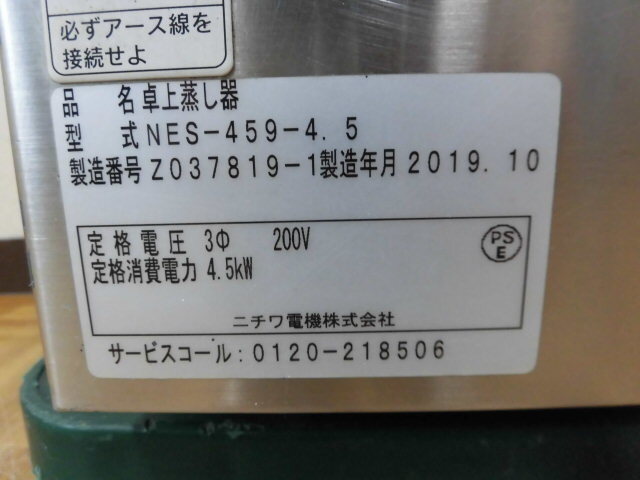 必ずアース線を
接続せよ
品 名 卓上蒸し器
型 式 NES-459-4.5
製造番号 Z037819-1 製造年月 2019.10
定格電圧 3Φ 200V
定格消費電力 4.5kW
PS
E
ニチワ電機株式会社
サービスコール:0120-218506